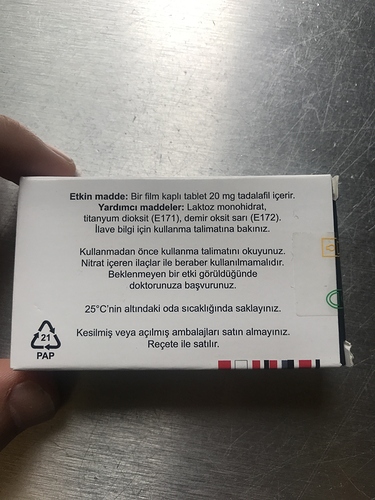 Etkin madde: Bir film kaplı tablet 20 mg tadalafil içerir.
Yardımcı maddeler: Laktoz monohidrat,
titanyum dioksit (E171), demir oksit sarı (E172).
İlave bilgi için kullanma talimatına bakınız.
Kullanmadan önce kullanma talimatını okuyunuz.
Nitrat içeren ilaçlar ile beraber kullanılmamalıdır.
Beklenmeyen bir etki görüldüğünde
doktorunuza başvurunuz.
25°C'nin altındaki oda sıcaklığında saklayınız.
Kesilmiş veya açılmış ambalajları satın almayınız.
Reçete ile satılır.
21
PAP